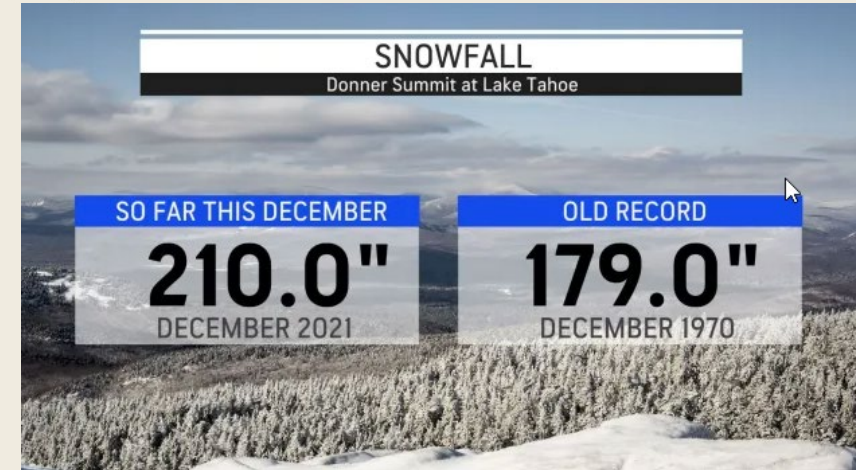 SNOWFALL
Donner Summit at Lake Tahoe
SO FAR THIS DECEMBER
210.0"
DECEMBER 2021
OLD RECORD
179.0"
DECEMBER 1970